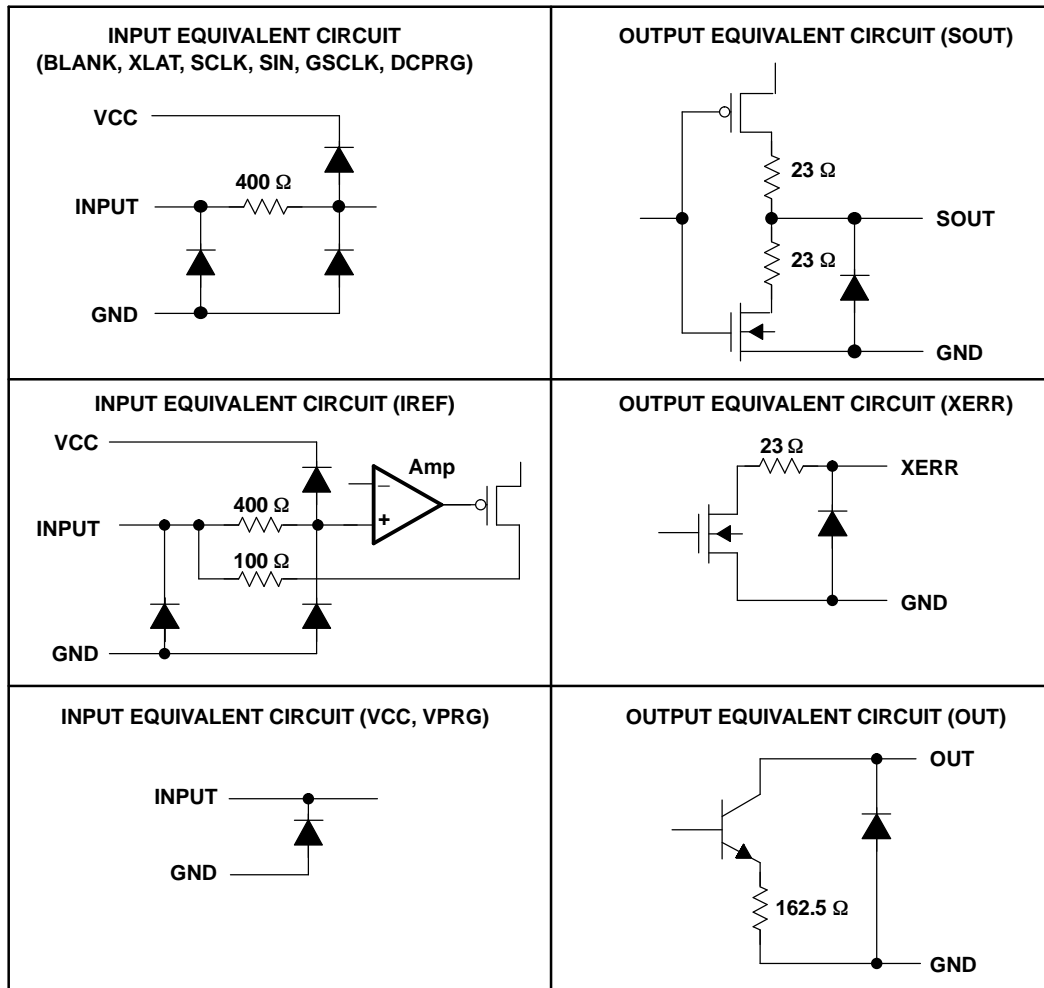 INPUT EQUIVALENT CIRCUIT
(BLANK, XLAT, SCLK, SIN, GSCLK, DCPRG)
VCC
400 Ω
INPUT
GND
OUTPUT EQUIVALENT CIRCUIT (SOUT)
23 Ω
SOUT
23 Ω
GND
INPUT EQUIVALENT CIRCUIT (IREF)
VCC
Amp
−
400 Ω
INPUT
+
100 Ω
GND
OUTPUT EQUIVALENT CIRCUIT (XERR)
23 Ω
XERR
GND
INPUT EQUIVALENT CIRCUIT (VCC, VPRG)
INPUT
GND
OUTPUT EQUIVALENT CIRCUIT (OUT)
OUT
162.5 Ω
GND